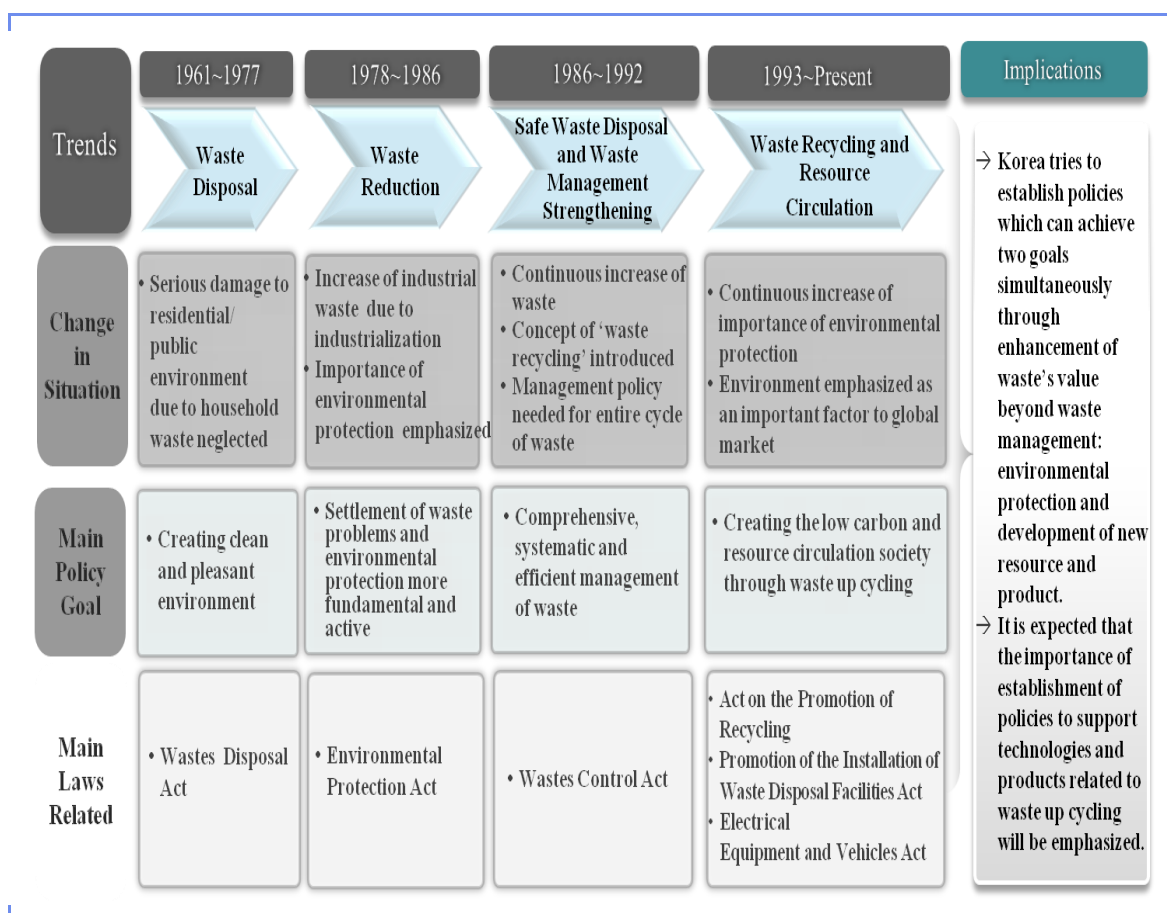 Trends
1961~1977
1978~1986
1986~1992
1993~Present
Implications
Waste
Disposal
Waste
Reduction
Safe Waste Disposal
and Waste
Management
Strengthening
Waste Recycling and
Resource
Circulation
Change
in
Situation
• Serious damage to
residential/
public
environment
due to household
waste neglected
• Increase of industrial
waste due to
industrialization
• Importance of
environmental
protection emphasized
• Continuous increase of
waste
• Concept of ‘waste
recycling’ introduced
• Management policy
needed for entire cycle
of waste
• Continuous increase of
importance of environmental
protection
• Environment emphasized as
an important factor to global
market
Main
Policy
Goal
• Creating clean
and pleasant
environment
• Settlement of waste
problems and
environmental
protection more
fundamental and
active
• Comprehensive,
systematic and
efficient management
of waste
• Creating the low carbon and
resource circulation society
through waste up cycling
Main
Laws
Related
• Wastes Disposal
Act
• Environmental
Protection Act
• Wastes Control Act
• Act on the Promotion of
Recycling
• Promotion of the Installation of
Waste Disposal Facilities Act
• Electrical
Equipment and Vehicles Act
→ Korea tries to
establish policies
which can achieve
two goals
simultaneously
through
enhancement of
waste’s value
beyond waste
management:
environmental
protection and
development of new
resource and
product.
→ It is expected that
the importance of
establishment of
policies to support
technologies and
products related to
waste up cycling
will be emphasized.